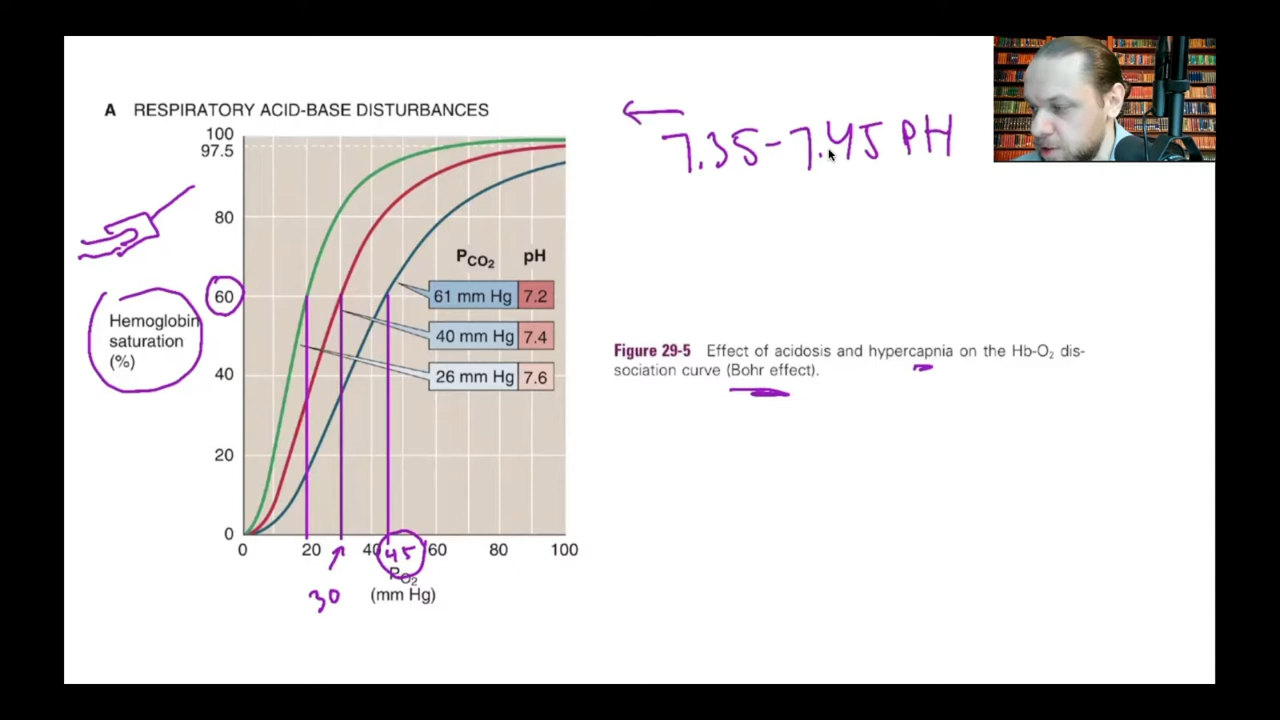 A RESPIRATORY ACID-BASE DISTURBANCES
7.35-7.45 PH
100
97.5
80
60
40
20
0
Hemoglobin
saturation
(%)
PCO₂ pH
61 mm Hg 7.2
40 mm Hg 7.4
26 mm Hg 7.6
0 20 40 45 60 80 100
30
PO₂
(mm Hg)
Figure 29-5 Effect of acidosis and hypercapnia on the Hb-O₂ dis-
sociation curve (Bohr effect).